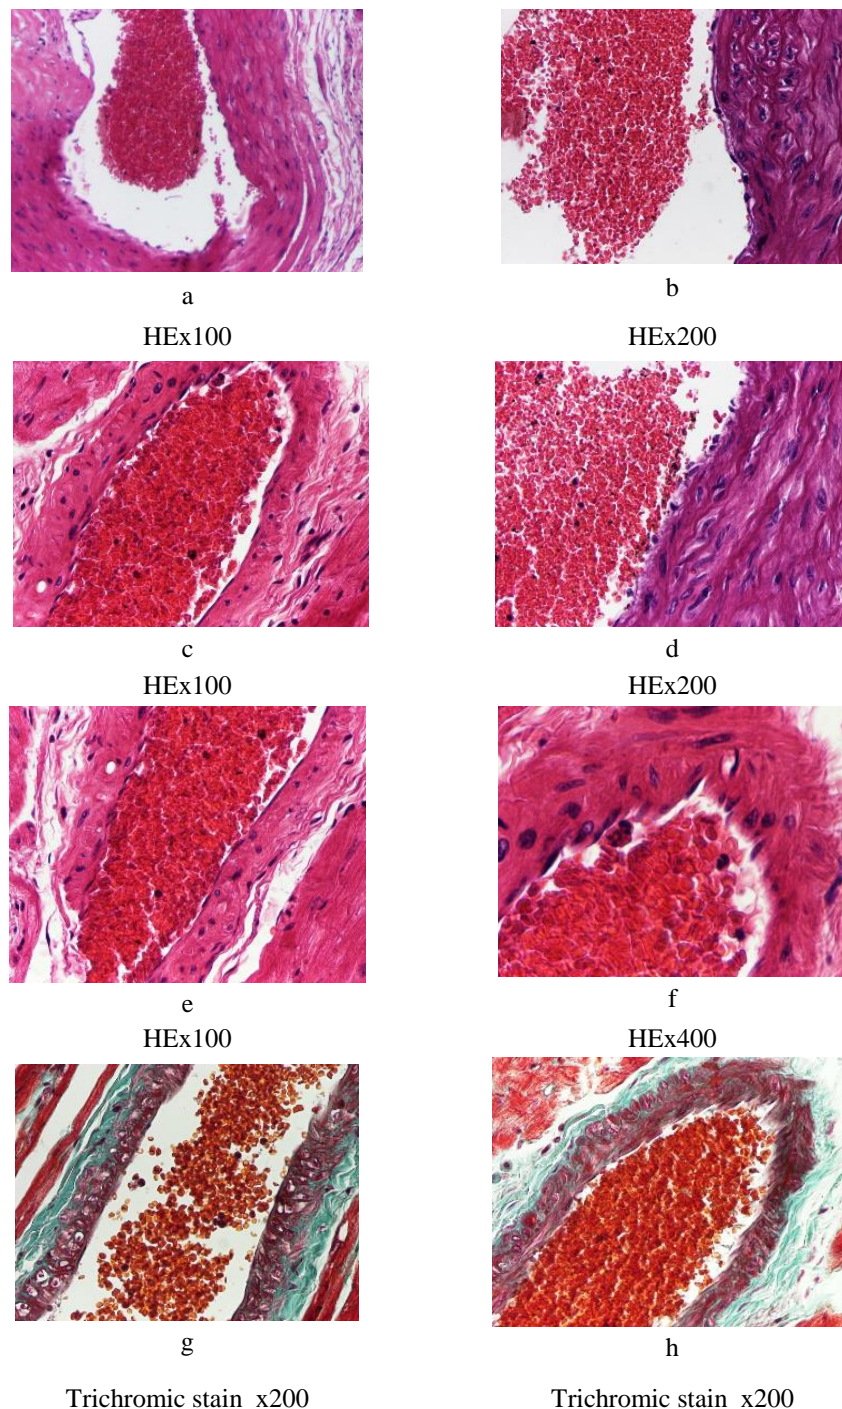 a
b
HEx100
HEx200
c
d
HEx100
HEx200
e
f
HEx100
HEx400
g
h
Trichromic stain x200
Trichromic stain x200